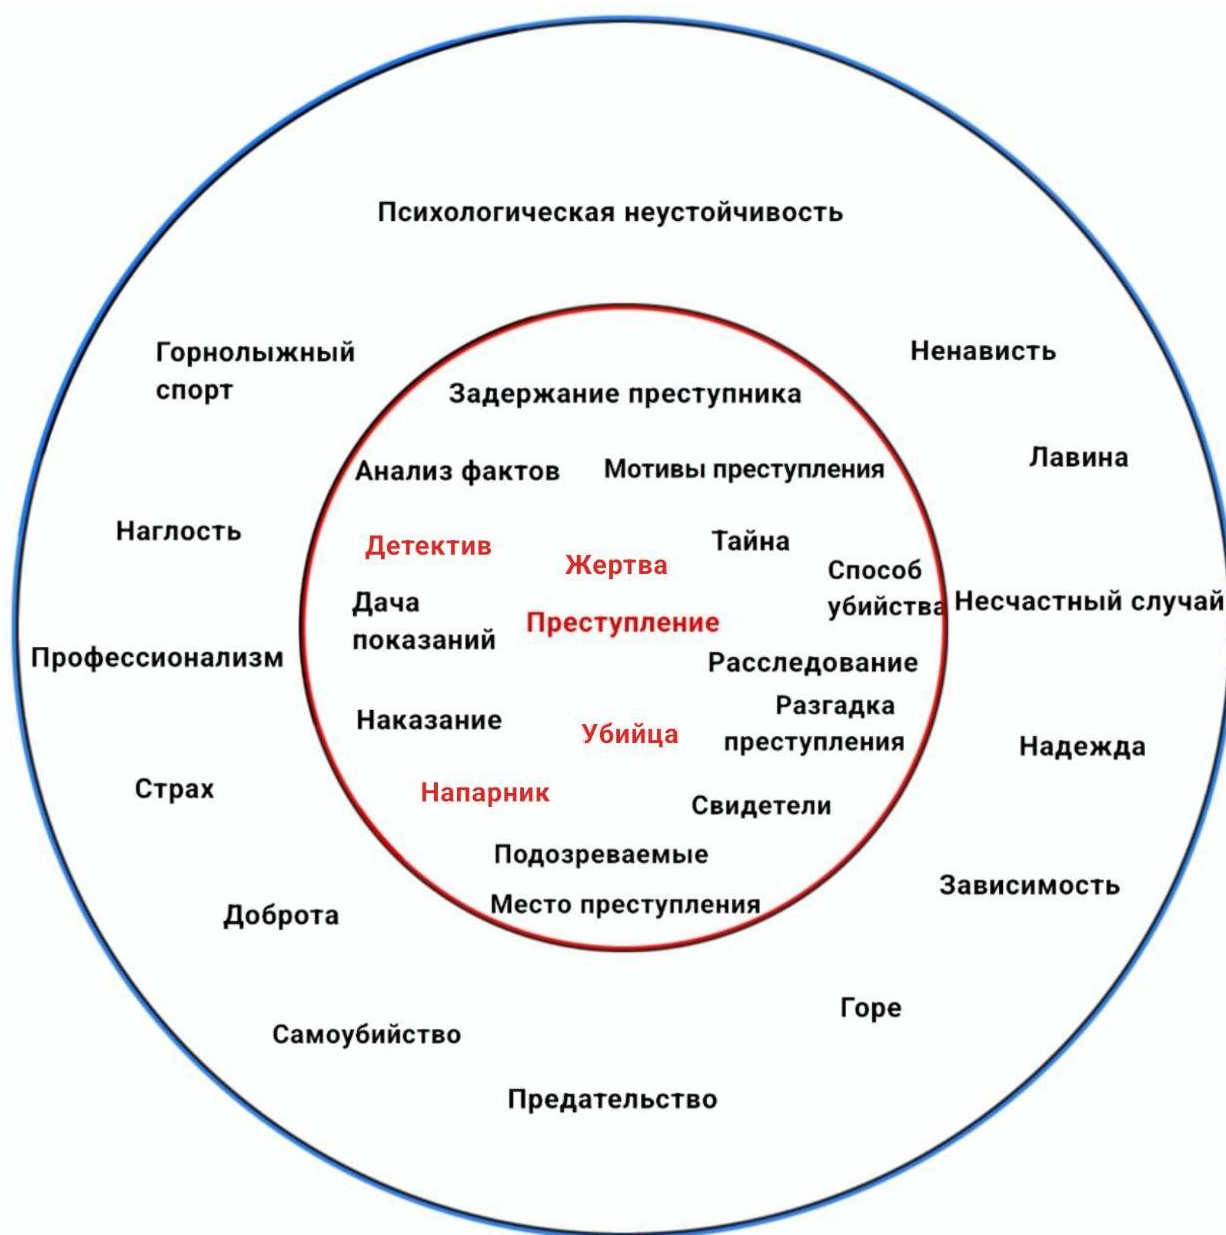 Психологическая неустойчивость
Горнолыжный
спорт
Ненависть
Задержание преступника
Лавина
Анализ фактов
Мотивы преступления
Наглость
Детектив
Тайна
Жертва
Способ
убийства
Несчастный случай
Дача
показаний
Преступление
Профессионализм
Расследование
Наказание
Разгадка
преступления
Убийца
Надежда
Страх
Напарник
Свидетели
Подозреваемые
Зависимость
Место преступления
Доброта
Горе
Самоубийство
Предательство